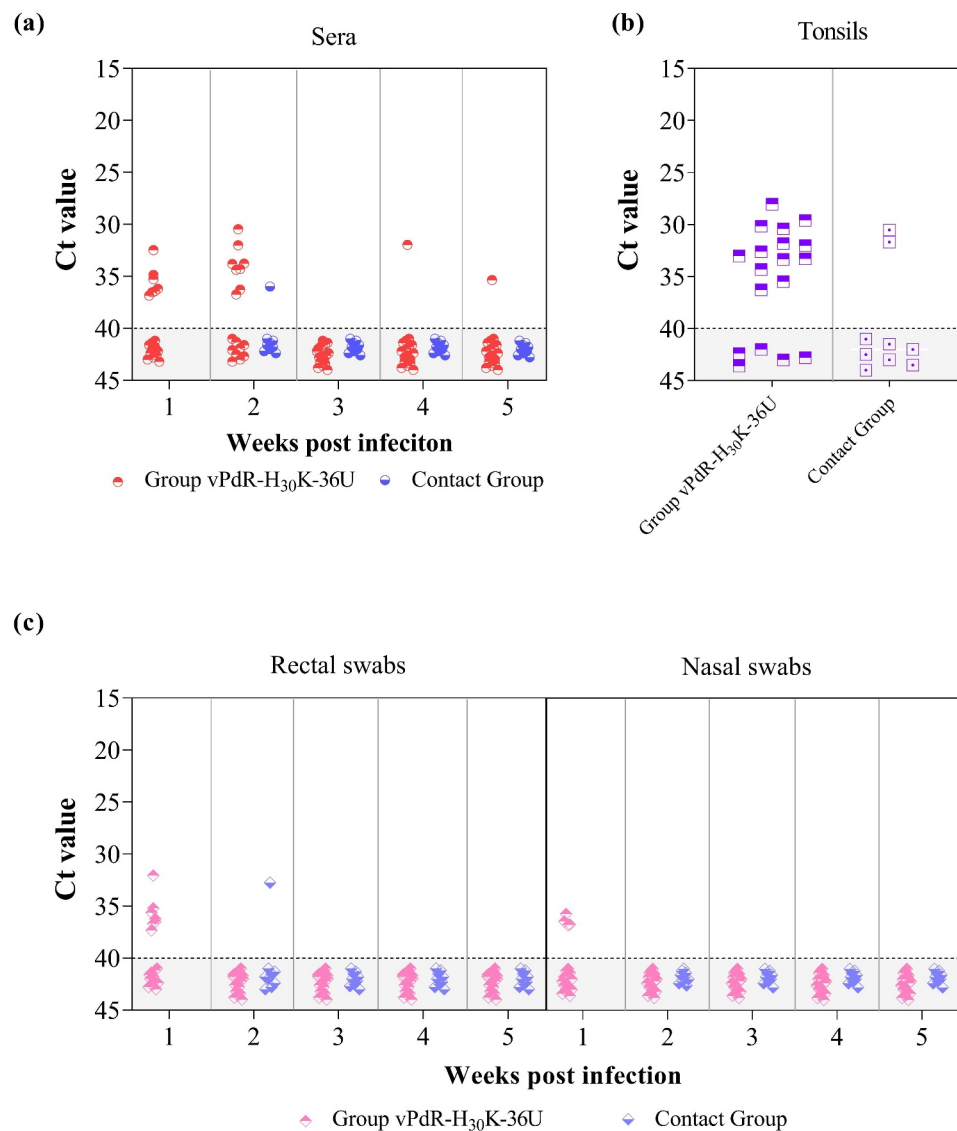 (a)
Sera
Ct value
15
20
25
30
35
40
45
1 2 3 4 5
Weeks post infeciton
Group vPdR-H₃₀K-36U Contact Group
(b)
Tonsils
Ct value
15
20
25
30
35
40
45
Group vPdR-H₃₀K-36U
Contact Group
(c)
Rectal swabs Nasal swabs
Ct value
15
20
25
30
35
40
45
1 2 3 4 5 1 2 3 4 5
Weeks post infection
Group vPdR-H₃₀K-36U Contact Group